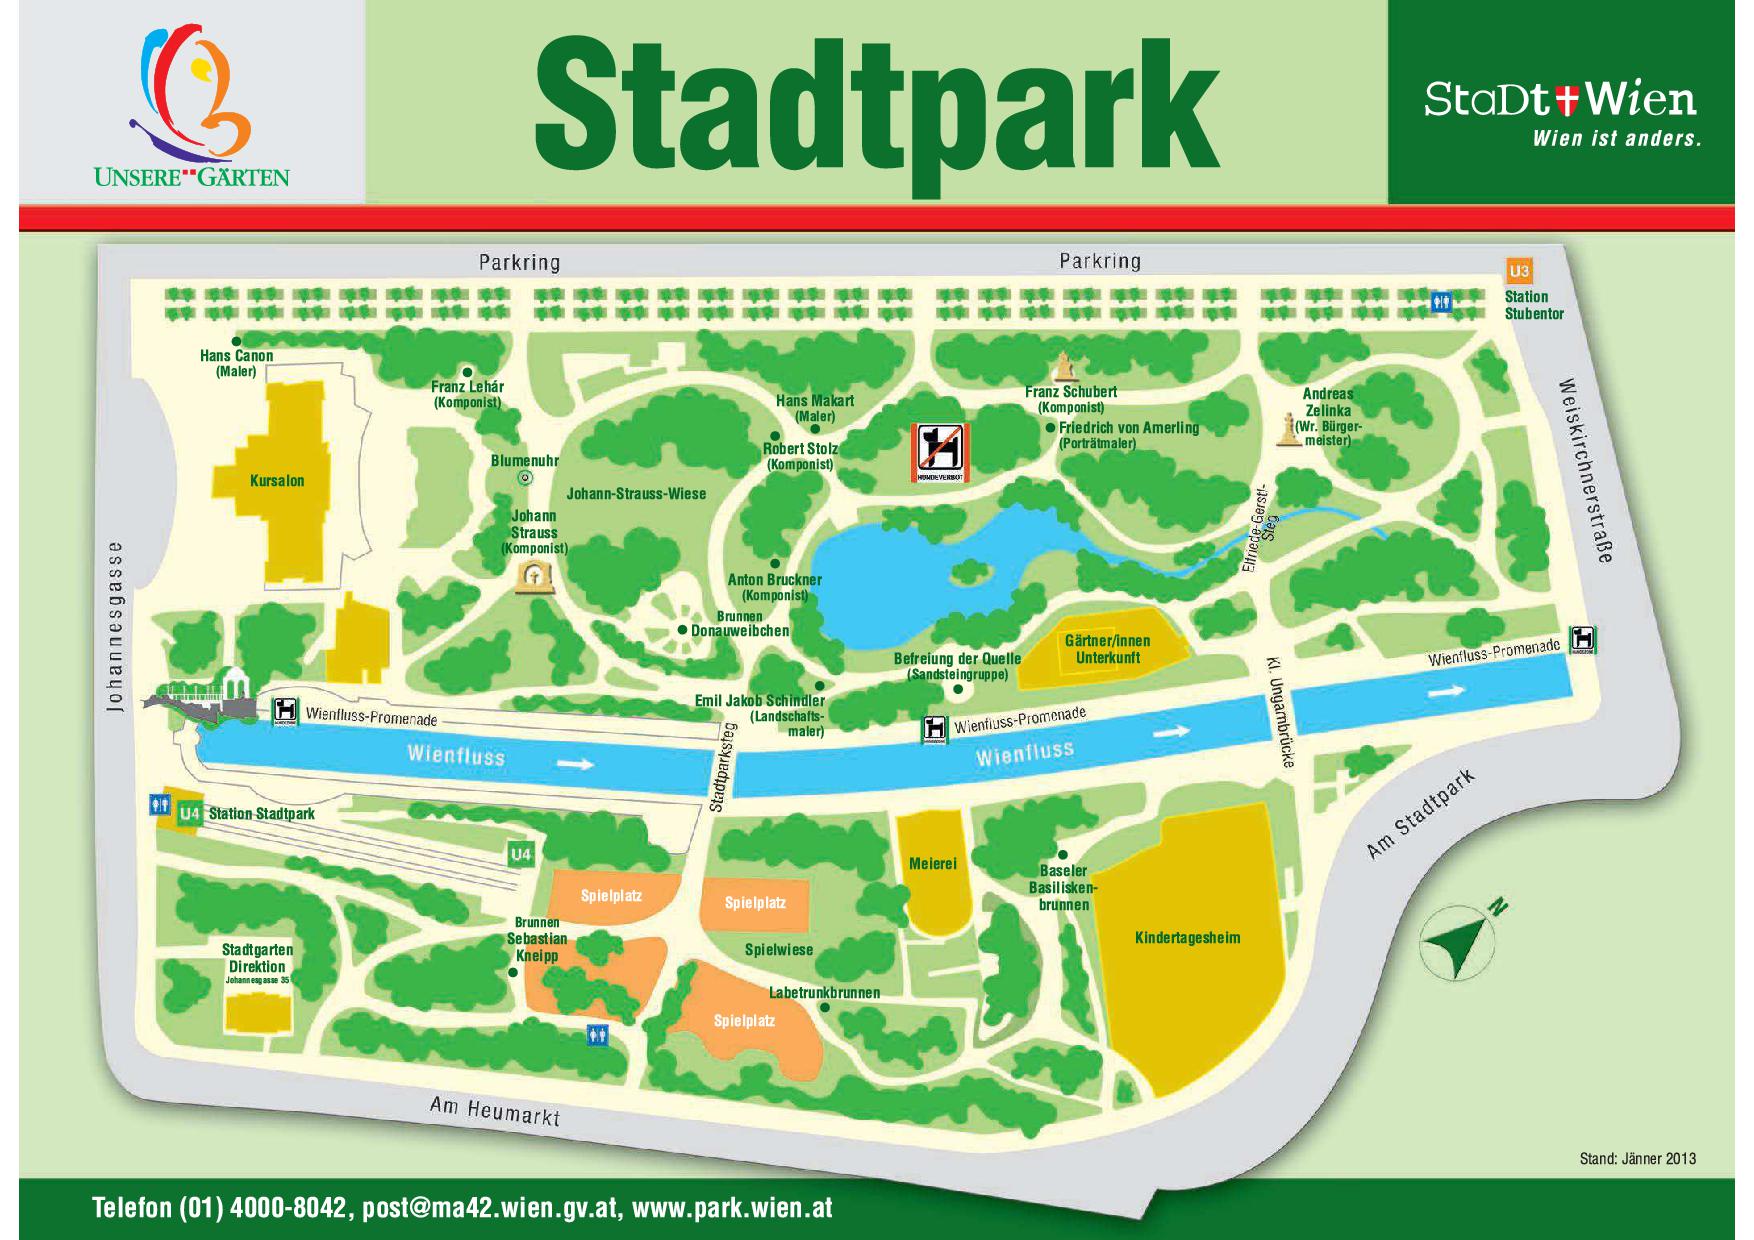 UNSERE GÄRTEN
Stadtpark
StaDt Wien
Wien ist anders.
Parkring
Parkring
U3
Station
Stubentor
Hans Canon
(Maler)
Franz Lehár
(Komponist)
Hans Makart
(Maler)
Robert Stolz
(Komponist)
Franz Schubert
(Komponist)
Friedrich von Amerling
(Porträtmaler)
Andreas
Zelinka
(Wr. Bürger-
meister)
Weiskirchnerstraße
HUNDEVERBOT
Kursalon
Blumenuhr
Johann-Strauss-Wiese
Johann
Strauss
(Komponist)
Elfriede-Gerstl-
Steg
Johannesgasse
Anton Bruckner
(Komponist)
Brunnen
Donauweibchen
Gärtner/innen
Unterkunft
Befreiung der Quelle
(Sandsteingruppe)
Emil Jakob Schindler
(Landschafts-
maler)
Wienfluss-Promenade
Wienfluss-Promenade
Wienfluss-Promenade
Kl. Ungarnbrücke
Wienfluss
Wienfluss
Stadtparksteg
U4
Station Stadtpark
U4
Am Stadtpark
Meierei
Baseler
Basilisken-
brunnen
Spielplatz
Spielplatz
Brunnen
Sebastian
Kneipp
Spielwiese
Kindertagesheim
N
Stadtgarten
Direktion
Johannesgasse 35
Labetrunkbrunnen
Spielplatz
Am Heumarkt
Stand: Jänner 2013
Telefon (01) 4000-8042, post@ma42.wien.gv.at, www.park.wien.at